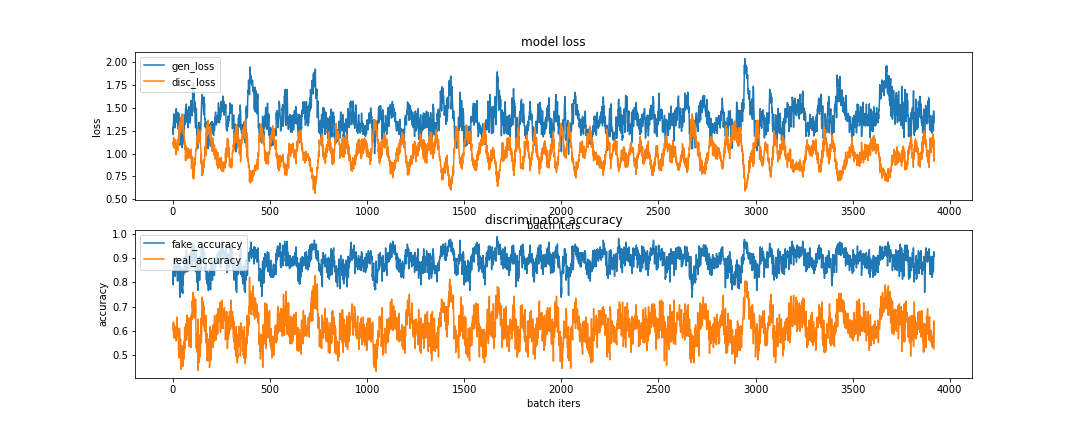 model loss
gen_loss
disc_loss
loss
2.00
1.75
1.50
1.25
1.00
0.75
0.50
0 500 1000 1500 2000 2500 3000 3500 4000
batch iters
discriminator accuracy
fake_accuracy
real_accuracy
accuracy
1.0
0.9
0.8
0.7
0.6
0.5
0 500 1000 1500 2000 2500 3000 3500 4000
batch iters